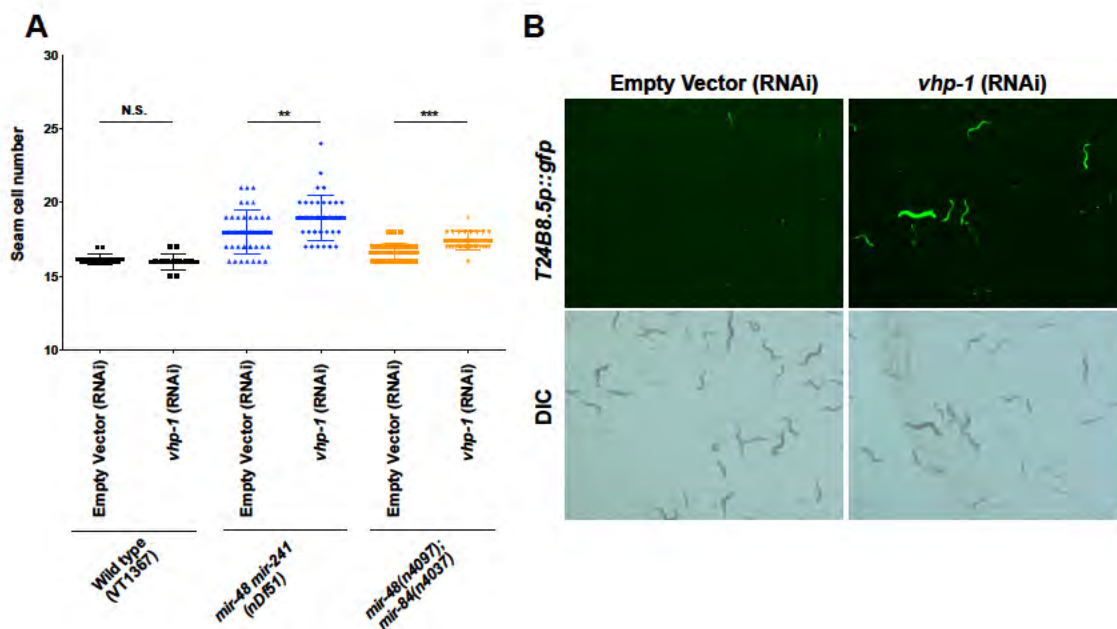 A
30
25
20
15
10
Seam cell number
N.S.
**
***
Empty Vector (RNAi)
vhp-1 (RNAi)
Empty Vector (RNAi)
vhp-1 (RNAi)
Empty Vector (RNAi)
vhp-1 (RNAi)
Wild type
(VT1367)
mir-48 mir-241
(nDf51)
mir-48(n4097);
mir-84(n4037)
B
Empty Vector (RNAi)
vhp-1 (RNAi)
T24B8.5p::gfp
DIC